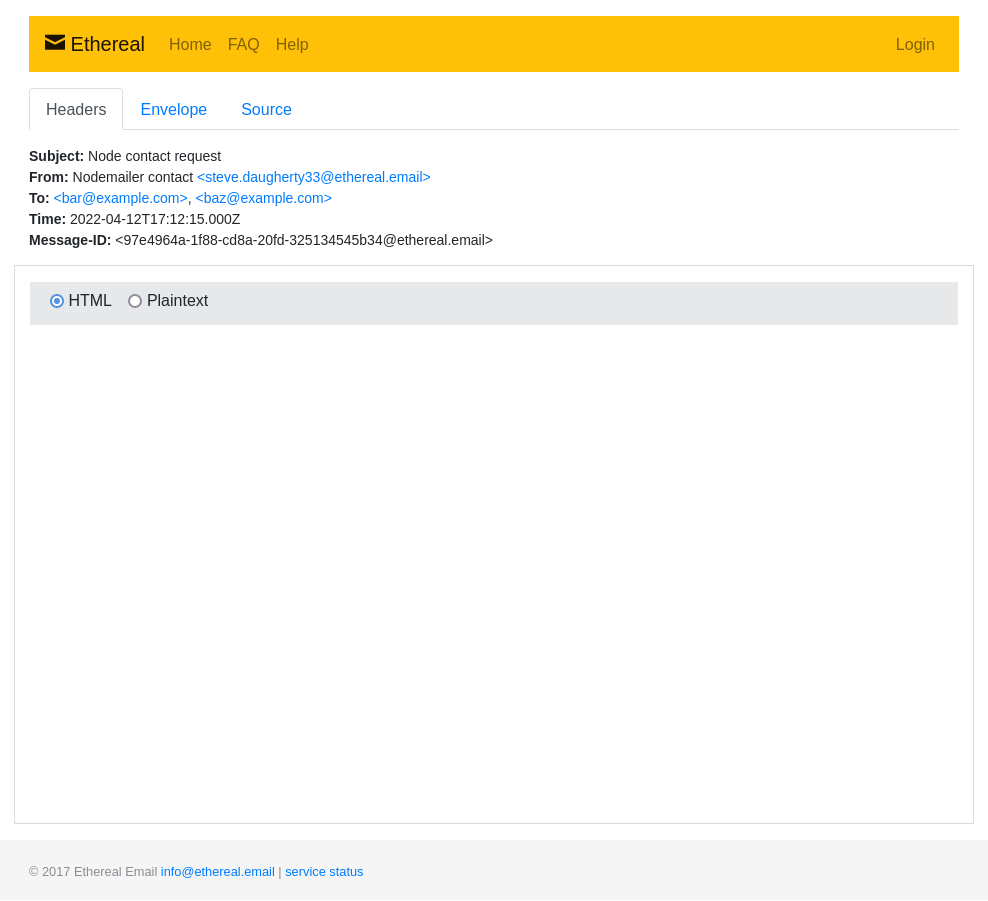 Ethereal Home FAQ Help Login
Headers Envelope Source
Subject: Node contact request
From: Nodemailer contact <steve.daugherty33@ethereal.email>
To: <bar@example.com>, <baz@example.com>
Time: 2022-04-12T17:12:15.000Z
Message-ID: <97e4964a-1f88-cd8a-20fd-325134545b34@ethereal.email>
HTML Plaintext
© 2017 Ethereal Email info@ethereal.email | service status